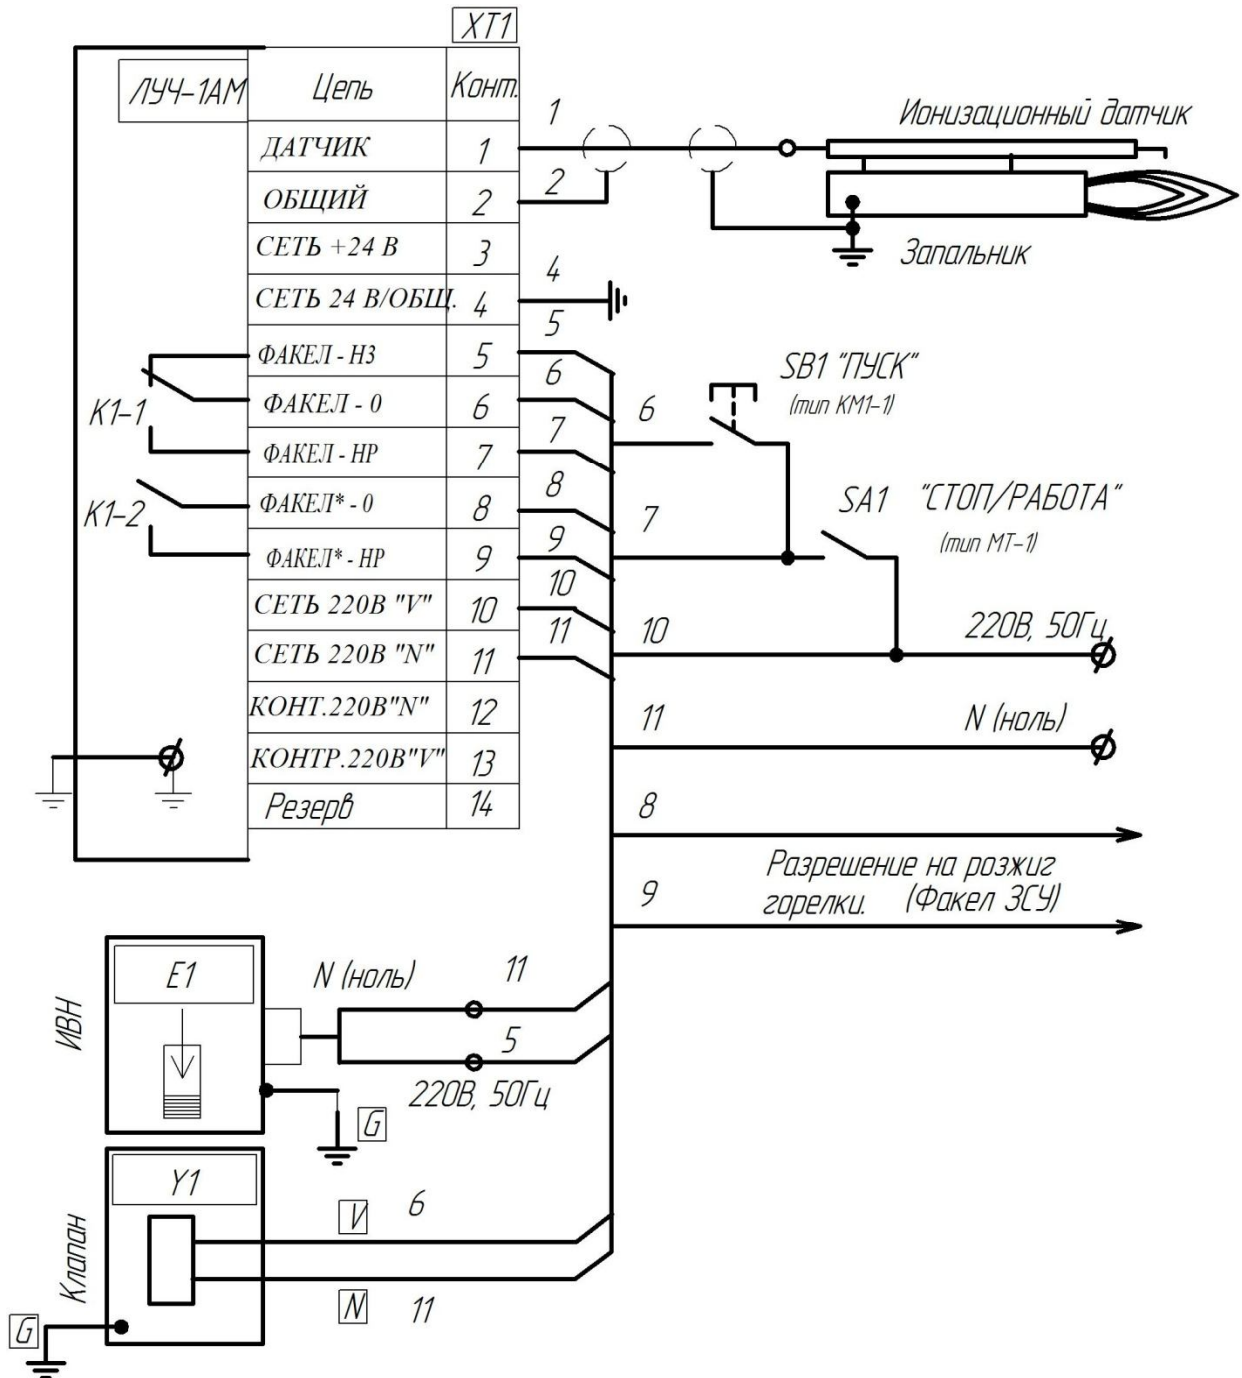 XT1
ЛУЧ-1АМ
Цепь
Конт.
ДАТЧИК
1
ОБЩИЙ
2
СЕТЬ +24 В
3
СЕТЬ 24 В/ОБЩ.
4
ФАКЕЛ - НЗ
5
ФАКЕЛ - 0
6
ФАКЕЛ - НР
7
ФАКЕЛ* - 0
8
ФАКЕЛ* - НР
9
СЕТЬ 220В "V"
10
СЕТЬ 220В "N"
11
КОНТ.220В"N"
12
КОНТР.220В"V"
13
Резерв
14
К1-1
К1-2
1
2
4
5
6
7
8
9
10
11
Ионизационный датчик
Запальник
6
SB1 "ПУСК"
(тип КМ1-1)
7
SA1 "СТОП/РАБОТА"
(тип МТ-1)
10
220В, 50Гц
11
N (ноль)
8
Разрешение на розжиг
горелки. (Факел ЗСУ)
9
ИВН
E1
N (ноль)
11
5
220В, 50Гц
G
Клапан
Y1
V
6
N
11
G